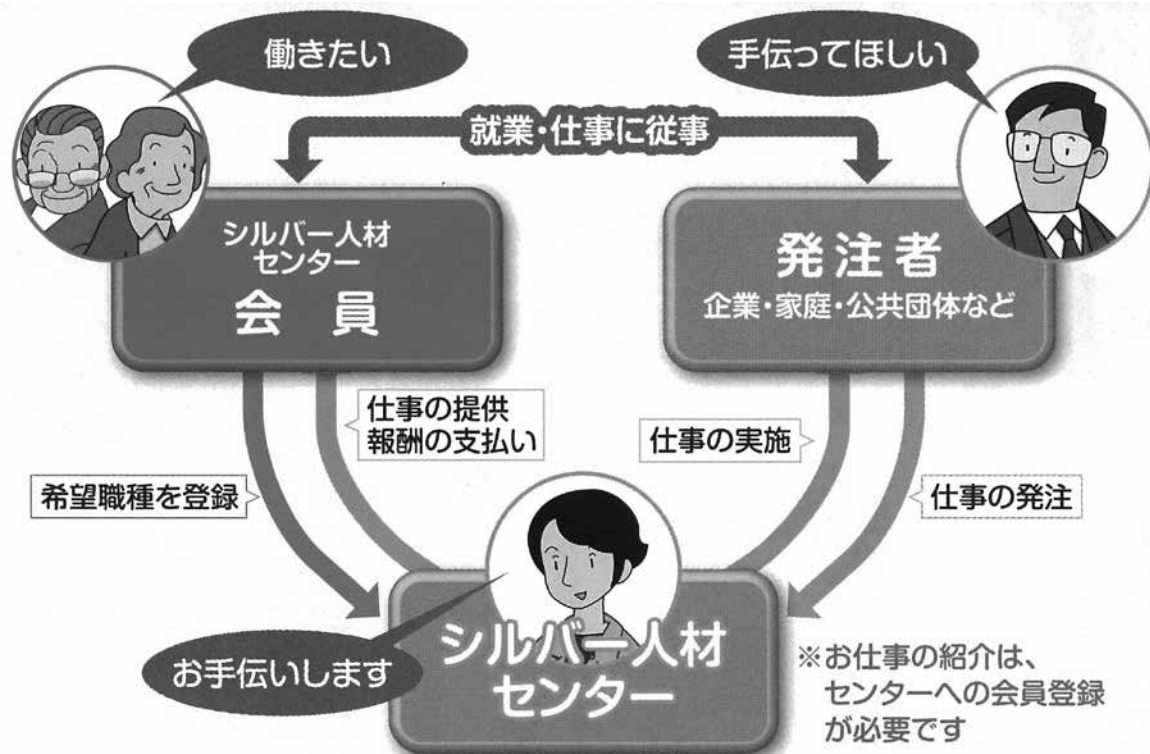 働きたい
手伝ってほしい
就業・仕事に従事
シルバー人材
センター
会 員
発注者
企業・家庭・公共団体など
仕事の提供
報酬の支払い
仕事の実施
希望職種を登録
仕事の発注
お手伝いします
シルバー人材
センター
※お仕事の紹介は、
センターへの会員登録
が必要です